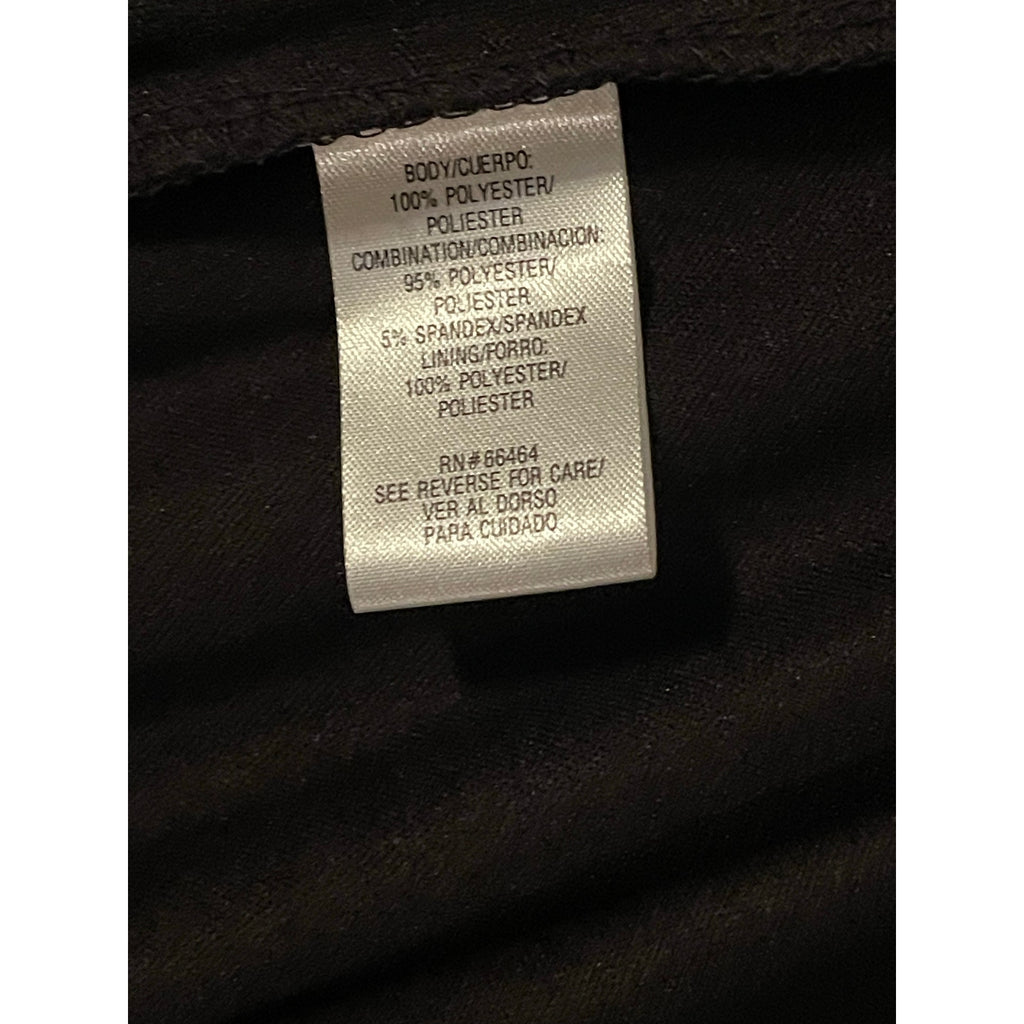 BODY/CUERPO:
100% POLYESTER/
POLIESTER
COMBINATION/COMBINACION:
95% POLYESTER/
POLIESTER
5% SPANDEX/SPANDEX
LINING/FORRO:
100% POLYESTER/
POLIESTER
RN#66464
SEE REVERSE FOR CARE/
VER AL DORSO
PARA CUIDADO